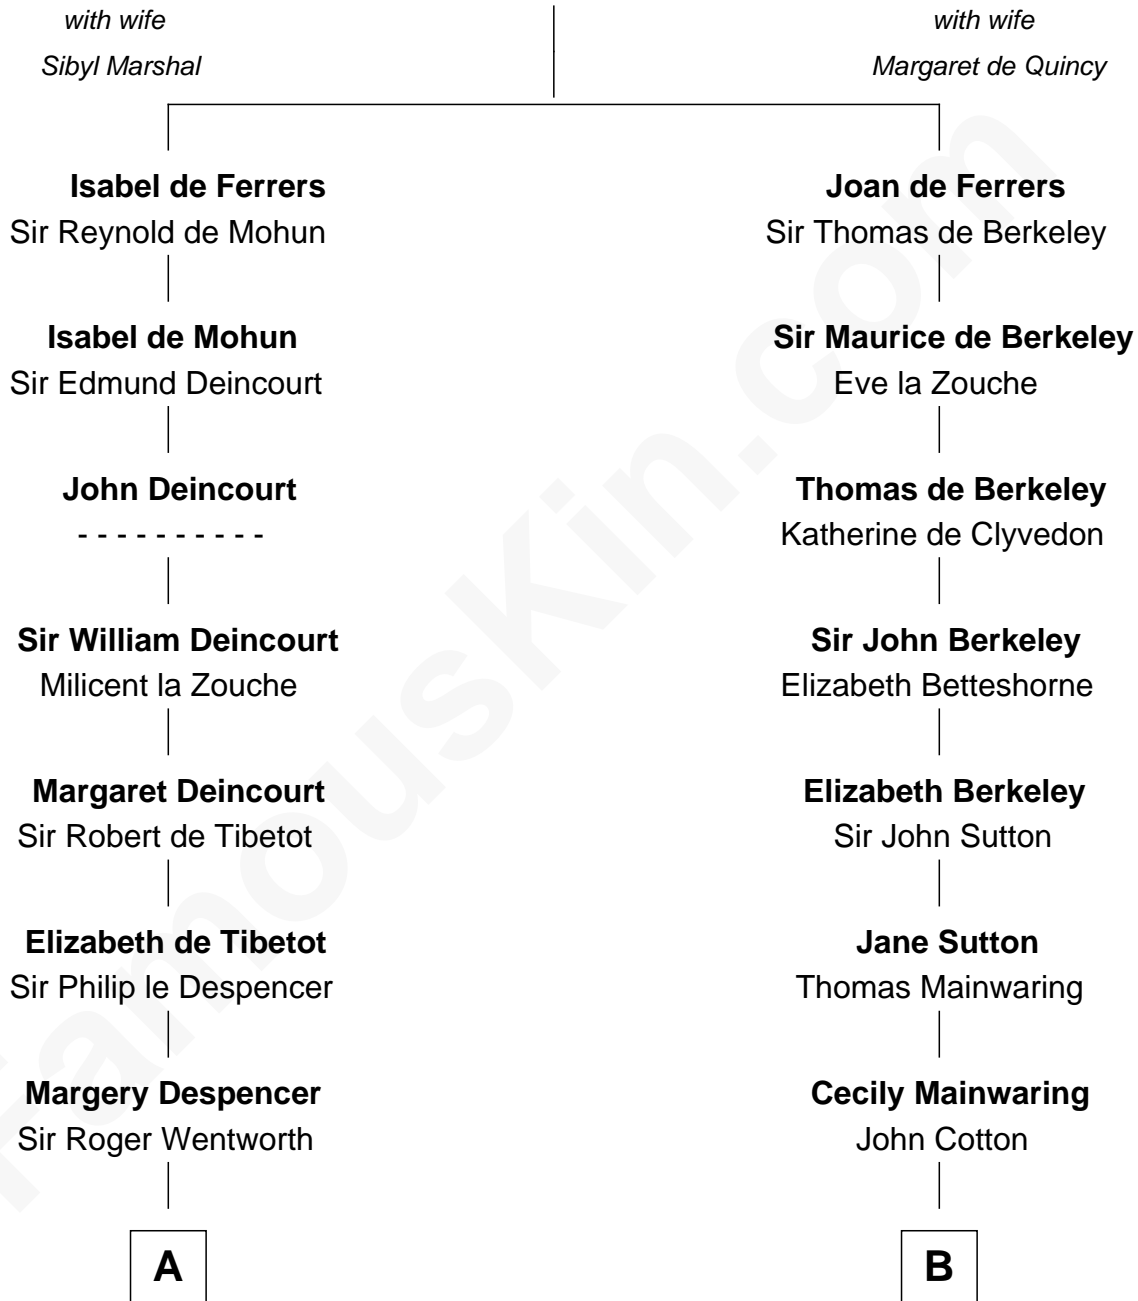 with wife
Sibyl Marshal
with wife
Margaret de Quincy
Isabel de Ferrers
Sir Reynold de Mohun
Joan de Ferrers
Sir Thomas de Berkeley
Isabel de Mohun
Sir Edmund Deincourt
Sir Maurice de Berkeley
Eve la Zouche
John Deincourt
- - - - - - - - - -
Thomas de Berkeley
Katherine de Clyvedon
Sir William Deincourt
Milicent la Zouche
Sir John Berkeley
Elizabeth Betteshorne
Margaret Deincourt
Sir Robert de Tibetot
Elizabeth Berkeley
Sir John Sutton
Elizabeth de Tibetot
Sir Philip le Despencer
Jane Sutton
Thomas Mainwaring
Margery Despencer
Sir Roger Wentworth
Cecily Mainwaring
John Cotton
A
B
FamousKin.com